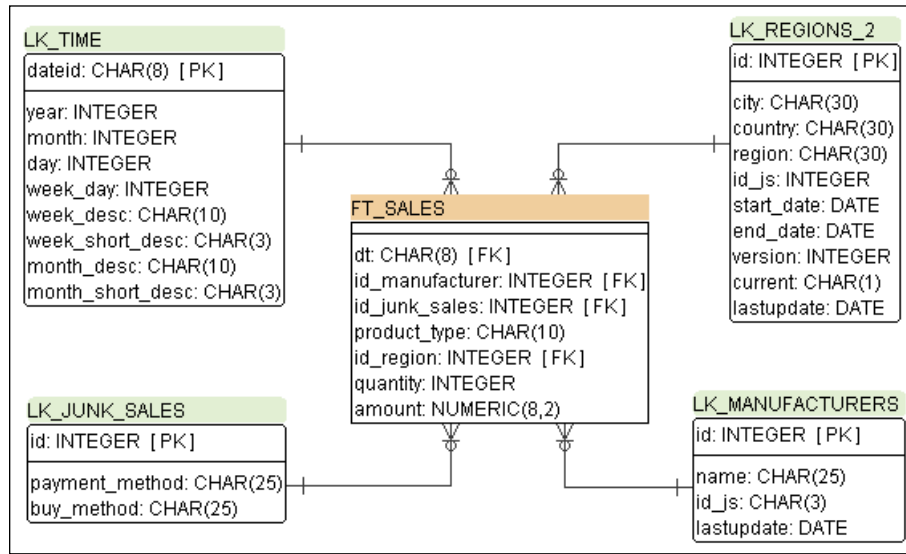 LK_TIME
dateid: CHAR(8) [PK]
year: INTEGER
month: INTEGER
day: INTEGER
week_day: INTEGER
week_desc: CHAR(10)
week_short_desc: CHAR(3)
month_desc: CHAR(10)
month_short_desc: CHAR(3)
LK_REGIONS_2
id: INTEGER [PK]
city: CHAR(30)
country: CHAR(30)
region: CHAR(30)
id_js: INTEGER
start_date: DATE
end_date: DATE
version: INTEGER
current: CHAR(1)
lastupdate: DATE
FT_SALES
dt: CHAR(8) [FK]
id_manufacturer: INTEGER [FK]
id_junk_sales: INTEGER [FK]
product_type: CHAR(10)
id_region: INTEGER [FK]
quantity: INTEGER
amount: NUMERIC(8,2)
LK_JUNK_SALES
id: INTEGER [PK]
payment_method: CHAR(25)
buy_method: CHAR(25)
LK_MANUFACTURERS
id: INTEGER [PK]
name: CHAR(25)
id_js: CHAR(3)
lastupdate: DATE